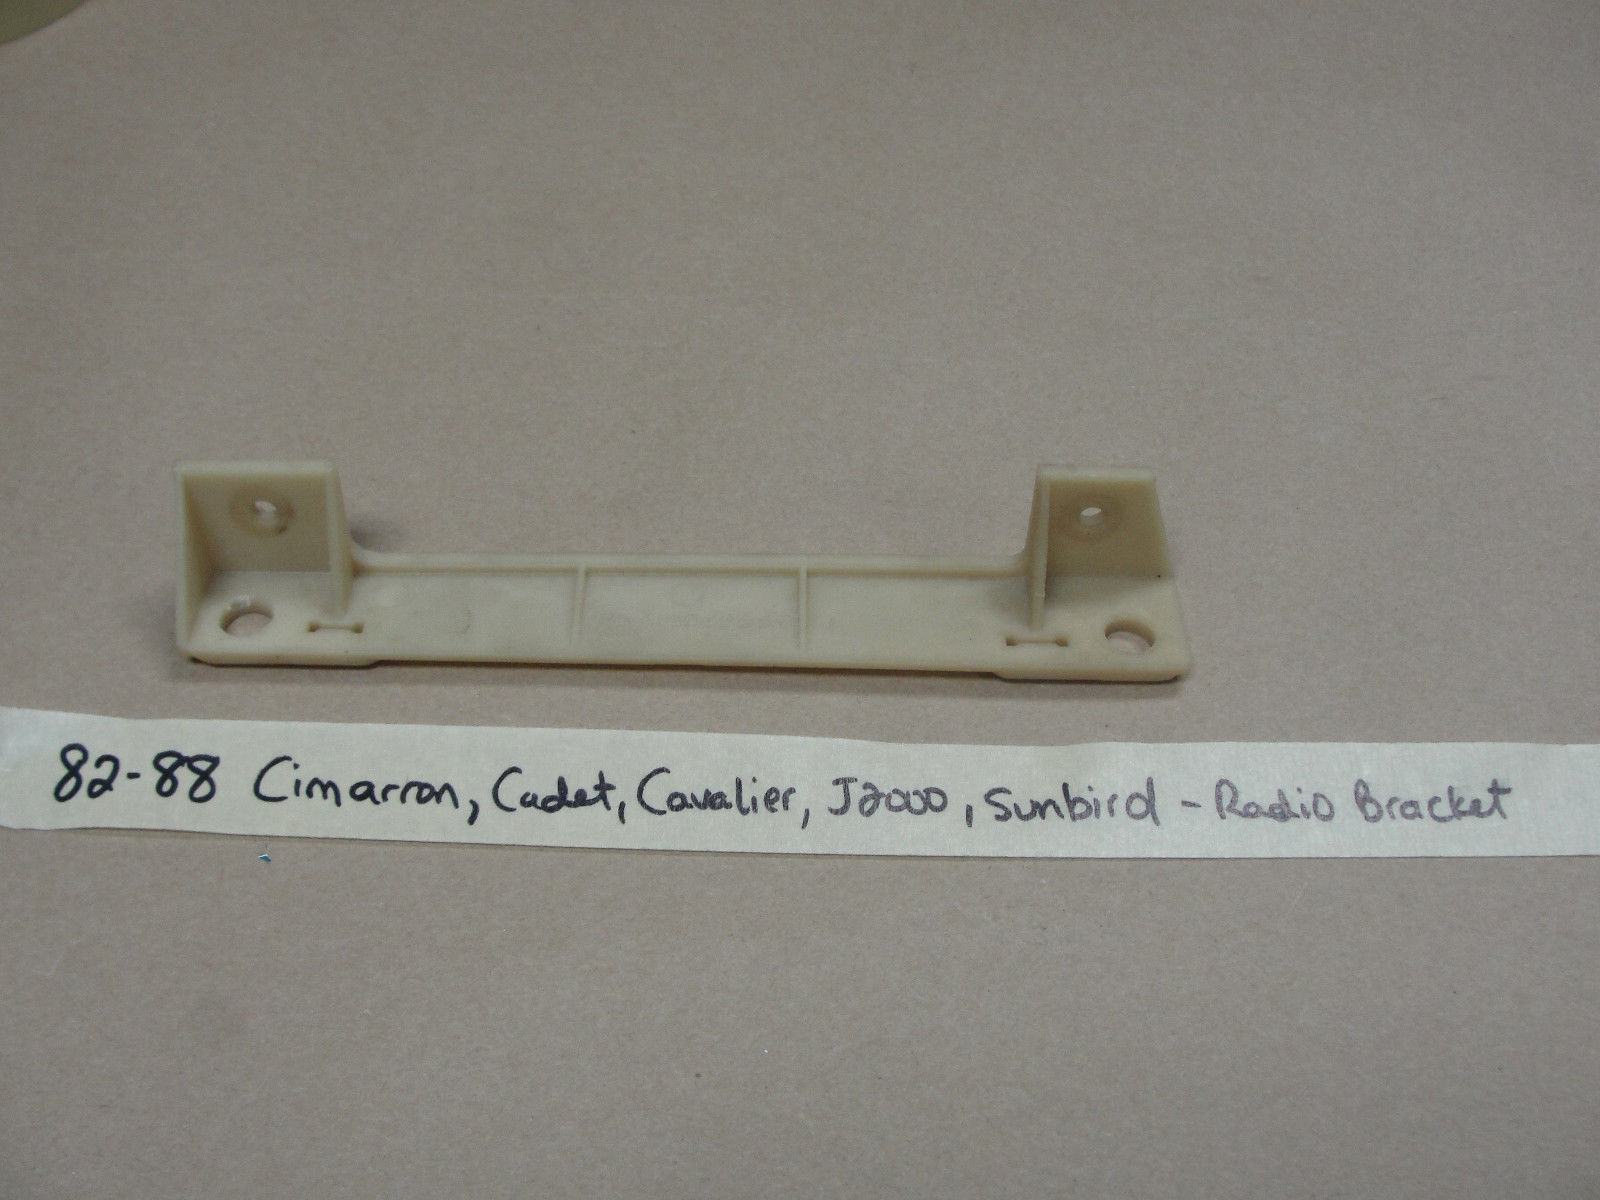 82-88 Cimarron, Cadet, Cavalier, J2000, Sunbird - Radio Bracket